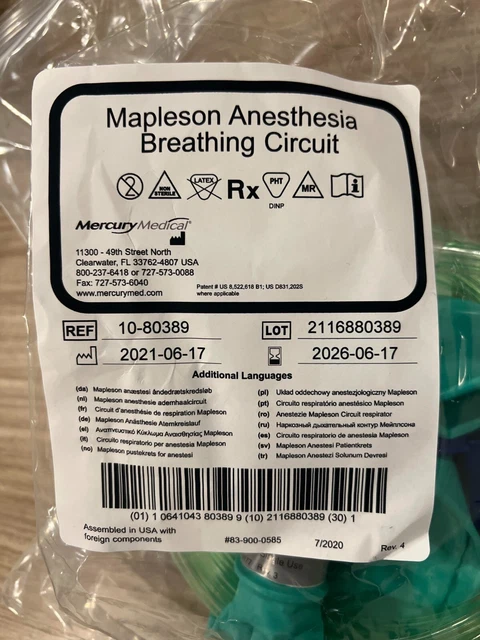 Mapleson Anesthesia
Breathing Circuit
2 NON STERILE LATEX Rx PHT MR i
DINP
MercuryMedical®
11300 - 49th Street North
Clearwater, FL 33762-4807 USA
800-237-6418 or 727-573-0088
Fax: 727-573-6040
www.mercurymed.com
Patent # US 8,522,618 B1; US D831,202S
where applicable
REF 10-80389 LOT 2116880389
2021-06-17 2026-06-17
Additional Languages
(da) Mapleson anæstesi åndedrætskredsløb
(nl) Mapleson anesthesie ademhalcircuit
(fr) Circuit d'anesthésie de respiration Mapleson
(de) Mapleson Anästhesie Atemkreislauf
(el) Αναπνευστικό Κύκλωμα Αναισθησίας Mapleson
(it) Circuito respiratorio per anestesia Mapleson
(no) Mapleson pustekrets for anestesi
(pl) Układ oddechowy anestezjologiczny Mapleson
(pt) Circuito respiratório anestésico Mapleson
(ro) Anestezie Mapleson Circuit respirator
(ru) Наркозный дыхательный контур Мейплсона
(es) Circuito respiratorio de anestesia Mapleson
(sv) Mapleson Anestesi Patientkrets
(tr) Mapleson Anestezi Solunum Devresi
(01) 1 0641043 80389 9 (10) 2116880389 (30) 1
Assembled in USA with
foreign components
#83-900-0585 7/2020 Rev. 4